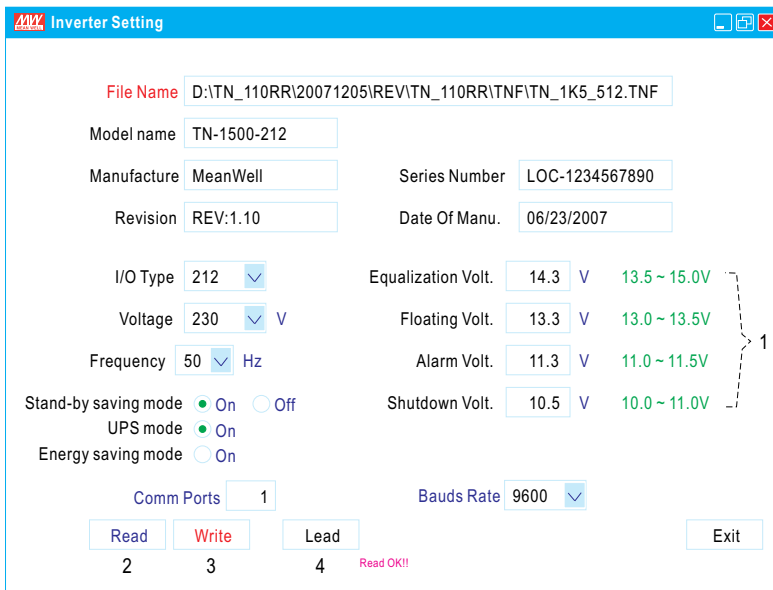 MW MEAN WELL Inverter Setting
File Name D:\TN_110RR\20071205\REV\TN_110RR\TNF\TN_1K5_512.TNF
Model name TN-1500-212
Manufacture MeanWell Series Number LOC-1234567890
Revision REV:1.10 Date Of Manu. 06/23/2007
I/O Type 212 Equalization Volt. 14.3 V 13.5 ~ 15.0V
Voltage 230 V Floating Volt. 13.3 V 13.0 ~ 13.5V
1
Frequency 50 Hz Alarm Volt. 11.3 V 11.0 ~ 11.5V
Stand-by saving mode On Off Shutdown Volt. 10.5 V 10.0 ~ 11.0V
UPS mode On
Energy saving mode On
Comm Ports 1 Bauds Rate 9600
Read Write Lead Exit
2 3 4 Read OK!!